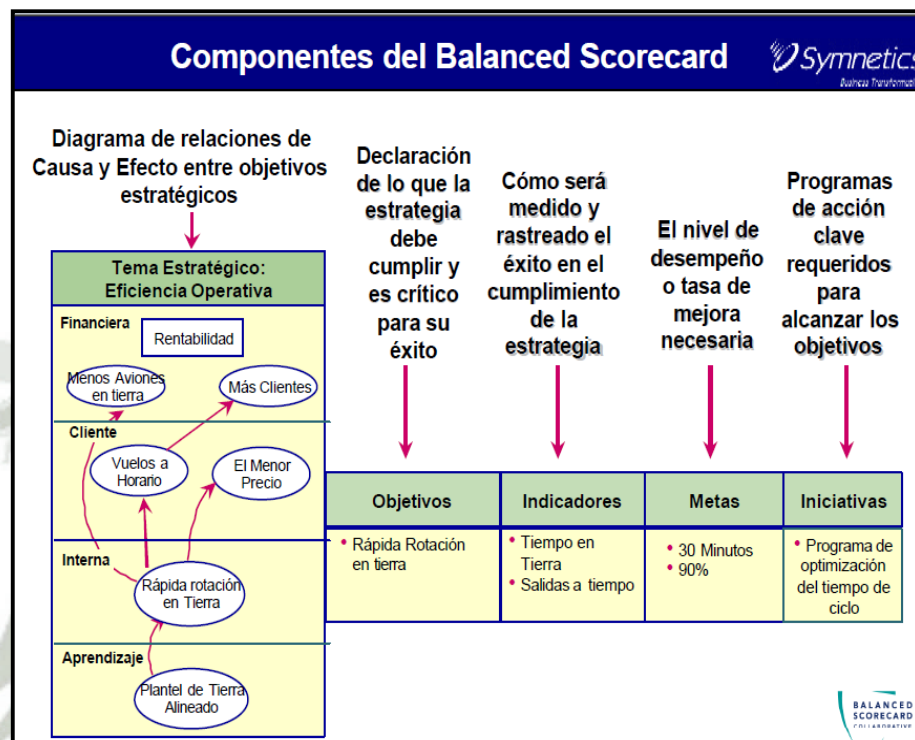 Componentes del Balanced Scorecard
Symnetics
Business Transformati
Diagrama de relaciones de
Causa y Efecto entre objetivos
estratégicos
Declaración
de lo que la
estrategia
debe
cumplir y
es crítico
para su
éxito
Cómo será
medido y
rastreado el
éxito en el
cumplimiento
de la
estrategia
El nivel de
desempeño
o tasa de
mejora
necesaria
Programas
de acción
clave
requeridos
para
alcanzar los
objetivos
Tema Estratégico:
Eficiencia Operativa
Financiera
Rentabilidad
Menos Aviones
en tierra
Más Clientes
Cliente
Vuelos a
Horario
El Menor
Precio
Interna
Rápida rotación
en Tierra
Aprendizaje
Plantel de Tierra
Alineado
Objetivos
Indicadores
Metas
Iniciativas
• Rápida Rotación
en tierra
• Tiempo en
Tierra
• Salidas a tiempo
• 30 Minutos
• 90%
• Programa de
optimización
del tiempo de
ciclo
BALANCED
SCORECARD
COLLABORATIVE